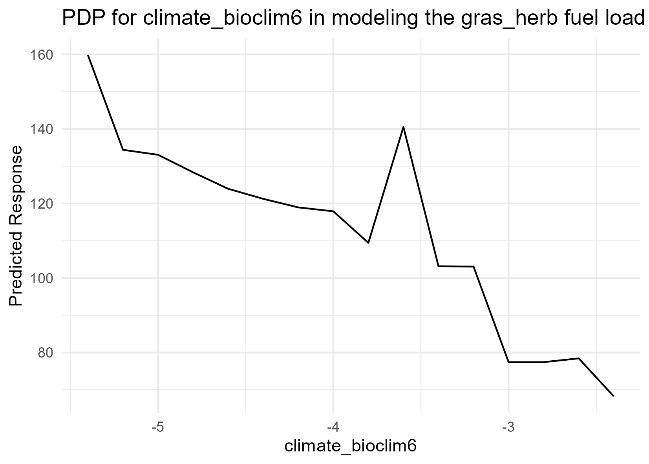 PDP for climate_bioclim6 in modeling the gras_herb fuel load
160
140
120
100
80
Predicted Response
-5
-4
-3
climate_bioclim6